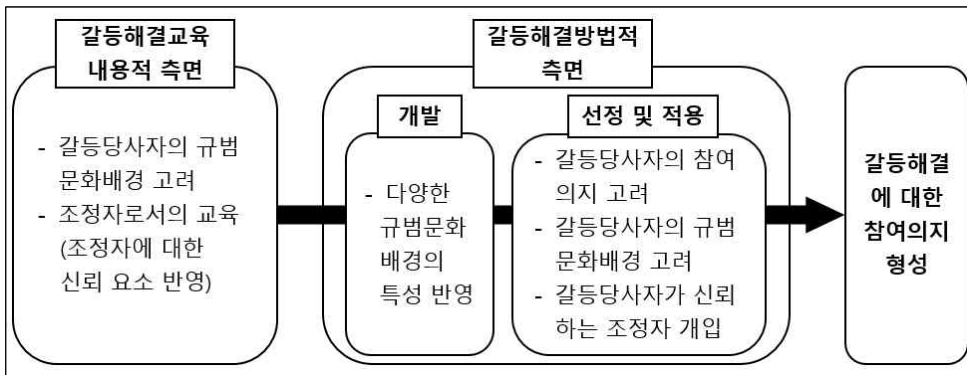 갈등해결교육
내용적 측면
- 갈등당사자의 규범
문화배경 고려
- 조정자로서의 교육
(조정자에 대한
신뢰 요소 반영)
갈등해결방법적
측면
개발
- 다양한
규범문화
배경의
특성 반영
선정 및 적용
- 갈등당사자의 참여
의지 고려
- 갈등당사자의 규범
문화배경 고려
- 갈등당사자가 신뢰
하는 조정자 개입
갈등해결
에 대한
참여의지
형성